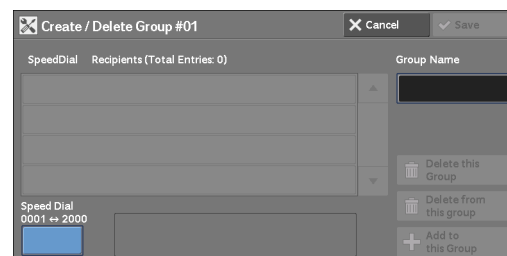 Create / Delete Group #01
Cancel
Save
SpeedDial Recipients (Total Entries: 0)
Group Name
Delete this
Group
Speed Dial
0001 ↔ 2000
Delete from
this group
Add to
this Group